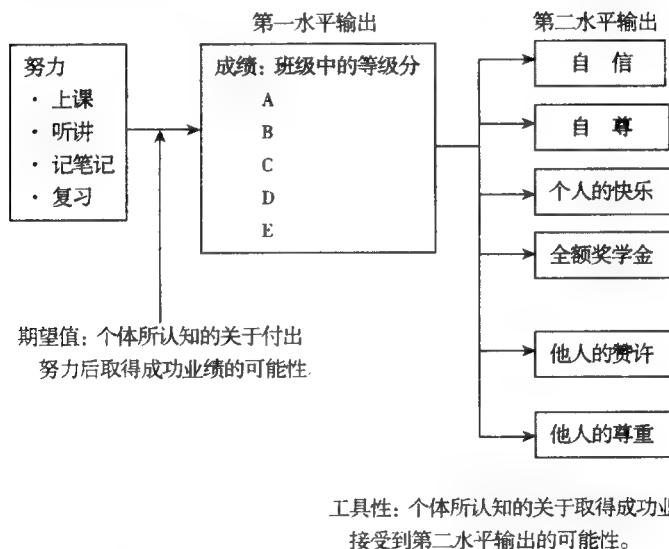 第一水平输出
第二水平输出
努力
· 上课
· 听讲
· 记笔记
· 复习
成绩：班级中的等级分
A
B
C
D
E
自 信
自 尊
个人的快乐
全额奖学金
他人的赞许
他人的尊重
期望值：个体所认知的关于付出
努力后取得成功业绩的可能性
工具性：个体所认知的关于取得成功业
接受到第二水平输出的可能性。